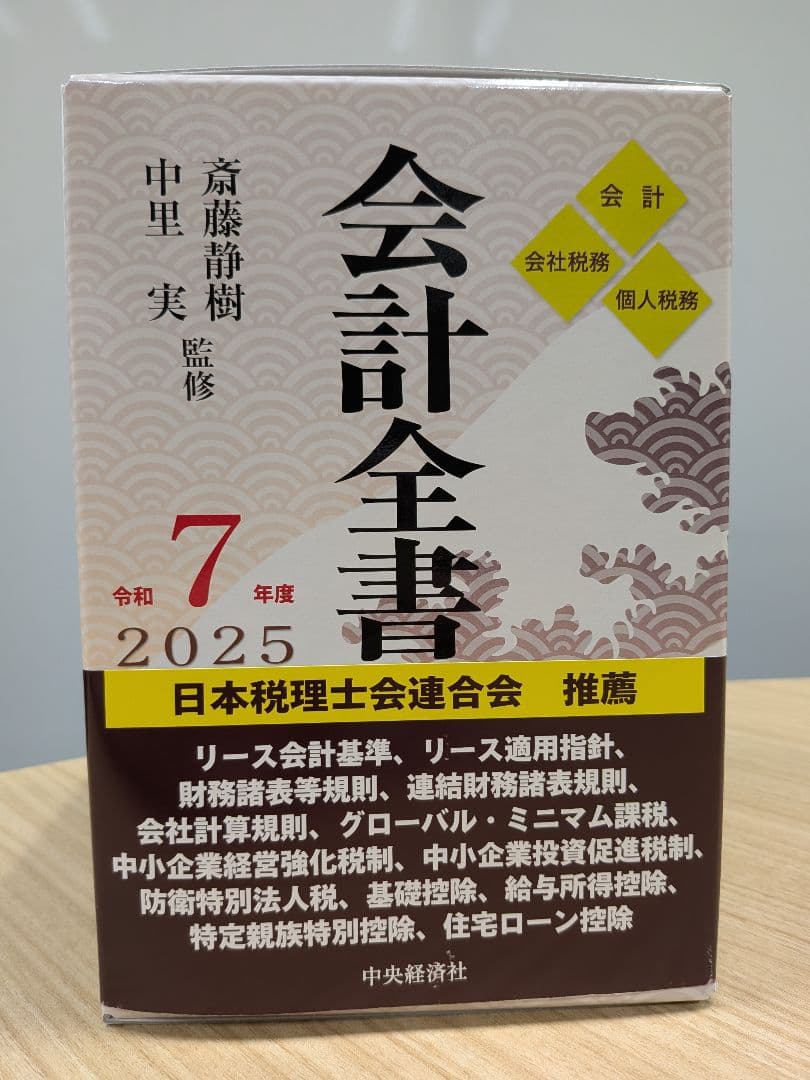 会計全書
斎藤静樹
中里 実
監修
会計
会社税務
個人税務
令和7年度
2025
日本税理士会連合会 推薦
リース会計基準、リース適用指針、
財務諸表等規則、連結財務諸表規則、
会社計算規則、グローバル・ミニマム課税、
中小企業経営強化税制、中小企業投資促進税制、
防衛特別法人税、基礎控除、給与所得控除、
特定親族特別控除、住宅ローン控除
中央経済社